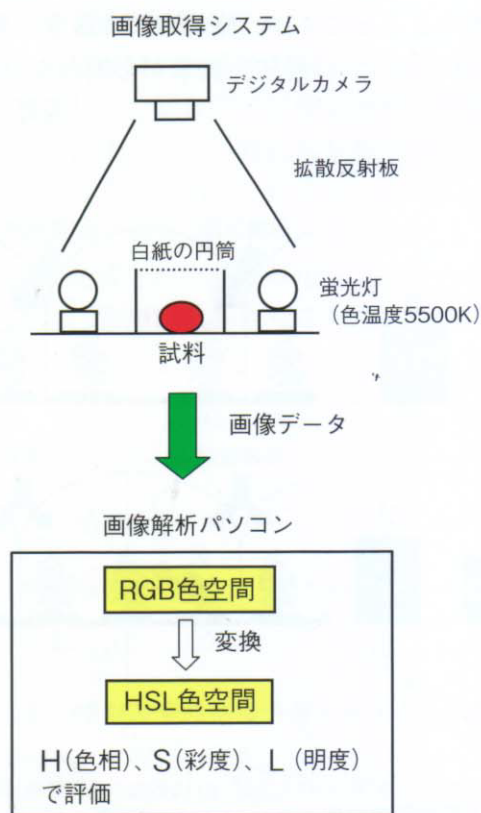 画像取得システム
デジタルカメラ
拡散反射板
白紙の円筒
蛍光灯
（色温度5500K）
試料
画像データ
画像解析パソコン
RGB色空間
変換
HSL色空間
H（色相）、S（彩度）、L（明度）
で評価